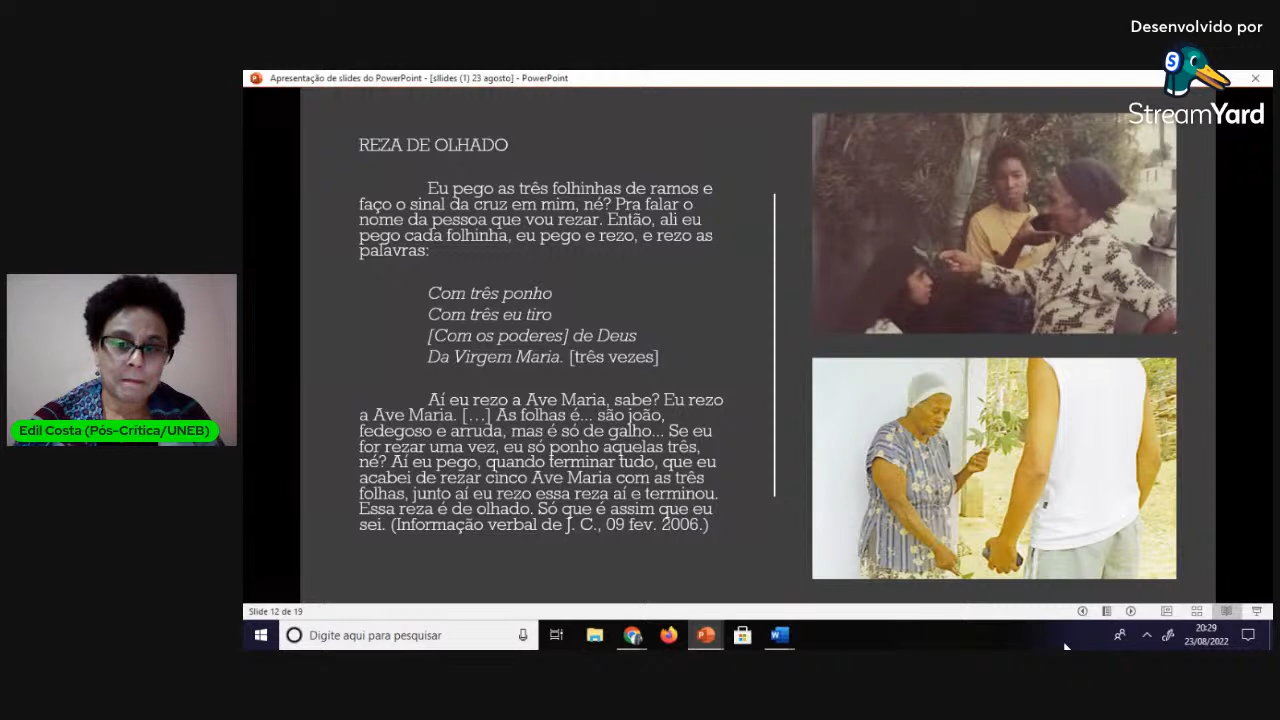 Desenvolvido por
StreamYard
Apresentação de slides do PowerPoint - [sllides (1) 23 agosto] - PowerPoint
REZA DE OLHADO
Eu pego as três folhinhas de ramos e
faço o sinal da cruz em mim, né? Pra falar o
nome da pessoa que vou rezar. Então, ali eu
pego cada folhinha, eu pego e rezo, e rezo as
palavras:
Com três ponho
Com três eu tiro
[Com os poderes] de Deus
Da Virgem Maria. [três vezes]
Aí eu rezo a Ave Maria, sabe? Eu rezo
a Ave Maria. [...] As folhas é... são joão,
fedegoso e arruda, mas é só de galho... Se eu
for rezar uma vez, eu só ponho aquelas três,
né? Aí eu pego, quando terminar tudo, que eu
acabei de rezar cinco Ave Maria com as três
folhas, junto aí eu rezo essa reza aí e terminou.
Essa reza é de olhado. Só que é assim que eu
sei. (Informação verbal de J. C., 09 fev. 2006.)
Edil Costa (Pós-Crítica/UNEB)
Slide 12 de 19
Digite aqui para pesquisar
20:29
23/08/2022